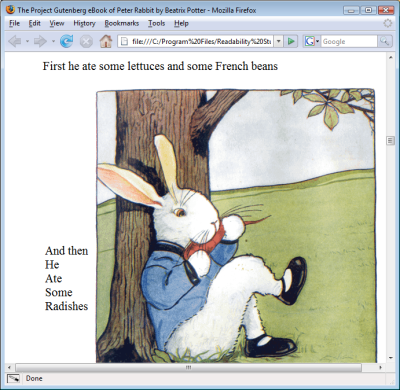 The Project Gutenberg eBook of Peter Rabbit by Beatrix Potter - Mozilla Firefox
File Edit View History Bookmarks Tools Help
file:///C:/Program%20Files/Readability%20St
Google
First he ate some lettuces and some French beans
And then
He
Ate
Some
Radishes
Done